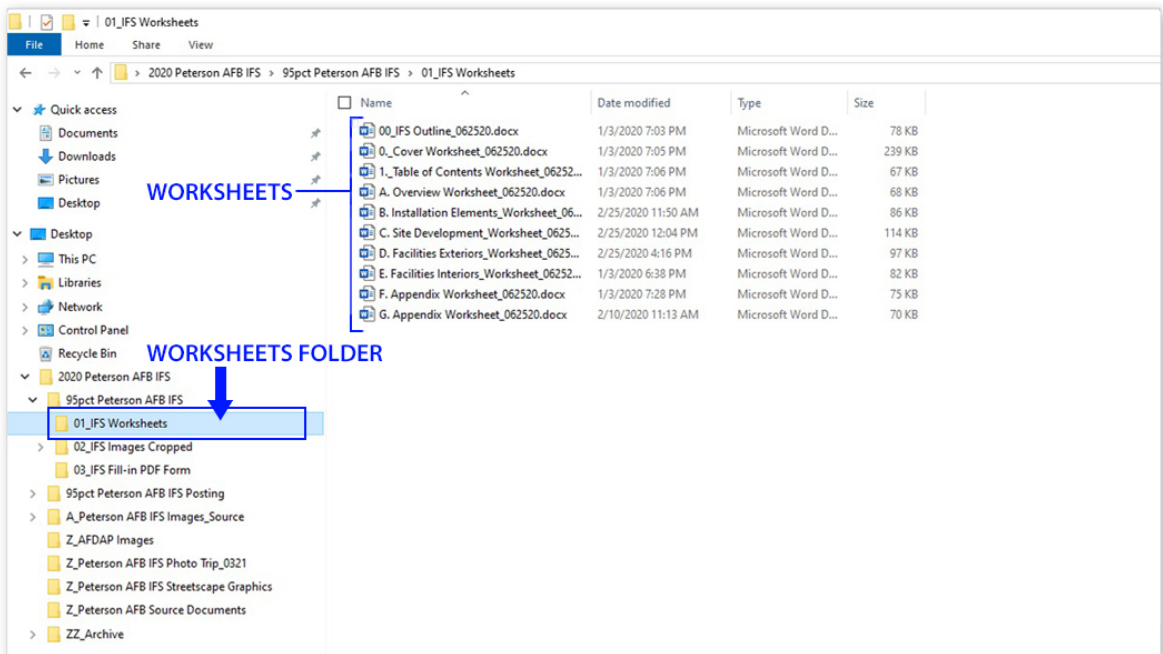 01_IFS Worksheets
File Home Share View
2020 Peterson AFB IFS > 95pct Peterson AFB IFS > 01_IFS Worksheets
Quick access
Documents
Downloads
Pictures
Desktop
Desktop
This PC
Libraries
Network
Control Panel
Recycle Bin
2020 Peterson AFB IFS
95pct Peterson AFB IFS
01_IFS Worksheets
02_IFS Images Cropped
03_IFS Fill-in PDF Form
95pct Peterson AFB IFS Posting
A_Peterson AFB IFS Images_Source
Z_AFDAP Images
Z_Peterson AFB IFS Photo Trip_0321
Z_Peterson AFB IFS Streetscape Graphics
Z_Peterson AFB Source Documents
ZZ_Archive
WORKSHEETS
WORKSHEETS FOLDER
Name Date modified Type Size
00_IFS Outline_062520.docx 1/3/2020 7:03 PM Microsoft Word D... 78 KB
0._Cover Worksheet_062520.docx 1/3/2020 7:05 PM Microsoft Word D... 239 KB
1._Table of Contents Worksheet_06252... 1/3/2020 7:06 PM Microsoft Word D... 67 KB
A. Overview Worksheet_062520.docx 1/3/2020 7:06 PM Microsoft Word D... 68 KB
B. Installation Elements_Worksheet_06... 2/25/2020 11:50 AM Microsoft Word D... 86 KB
C. Site Development_Worksheet_0625... 2/25/2020 12:04 PM Microsoft Word D... 114 KB
D. Facilities Exteriors_Worksheet_0625... 2/25/2020 4:16 PM Microsoft Word D... 97 KB
E. Facilities Interiors_Worksheet_06252... 1/3/2020 6:38 PM Microsoft Word D... 82 KB
F. Appendix Worksheet_062520.docx 1/3/2020 7:28 PM Microsoft Word D... 75 KB
G. Appendix Worksheet_062520.docx 2/10/2020 11:13 AM Microsoft Word D... 70 KB